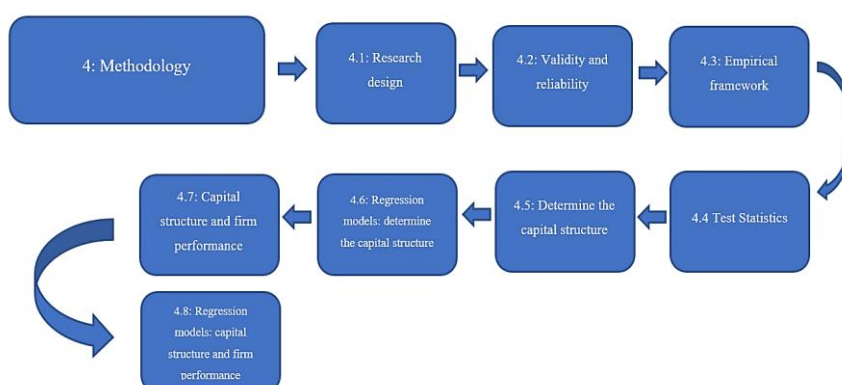 4: Methodology
4.1: Research
design
4.2: Validity and
reliability
4.3: Empirical
framework
4.4 Test Statistics
4.5: Determine the
capital structure
4.6: Regression
models: determine
the capital structure
4.7: Capital
structure and firm
performance
4.8: Regression
models: capital
structure and firm
performance